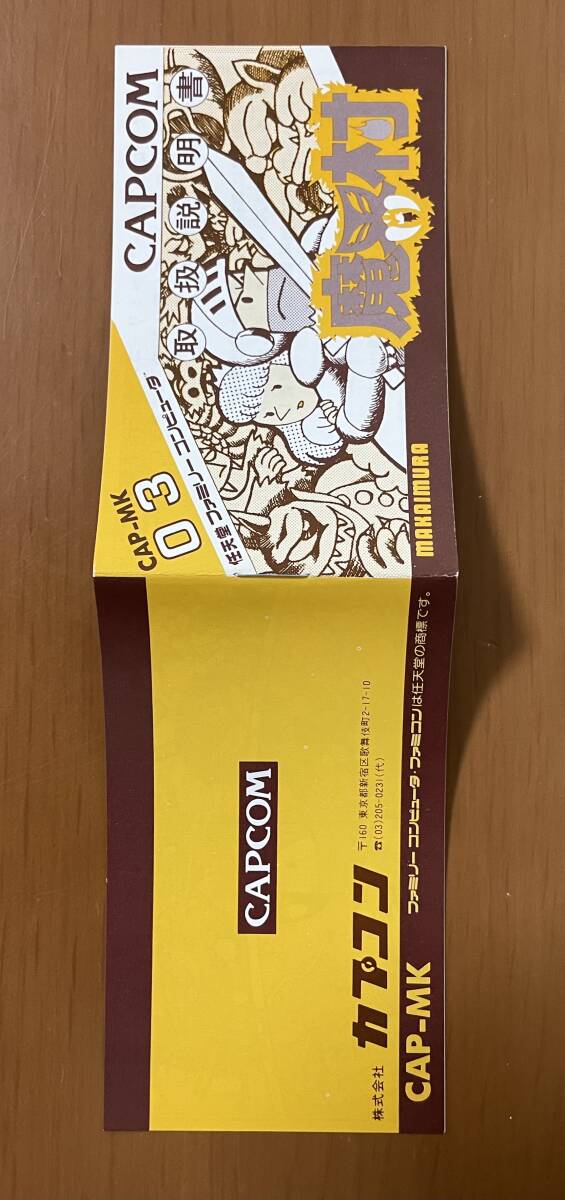 CAPCOM
取扱説明書
魔界村
MAKAIMURA
CAP-MK
03
任天堂 ファミリー コンピュータ
CAPCOM
株式会社 カプコン
〒160 東京都新宿区歌舞伎町2-17-10
☎(03)205-0231(代)
CAP-MK
ファミリー コンピュータ・ファミコンは任天堂の商標です。